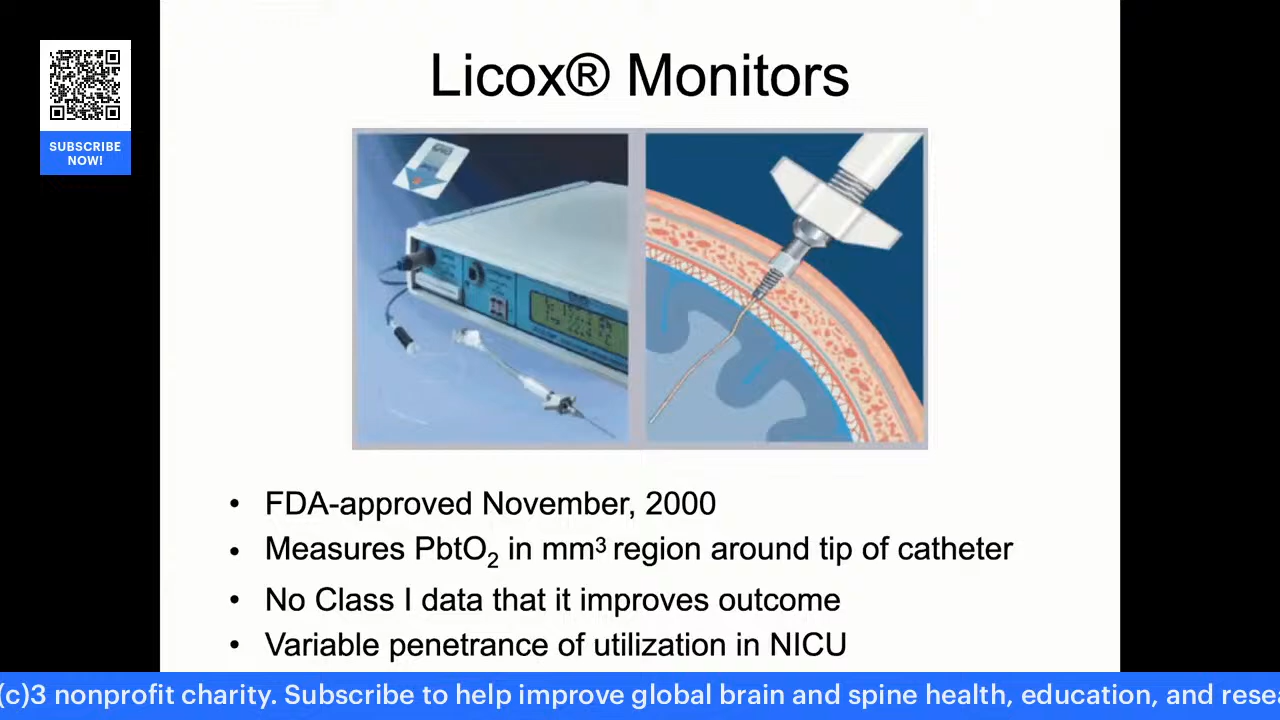 Licox® Monitors
SUBSCRIBE
NOW!
• FDA-approved November, 2000
• Measures PbtO₂ in mm³ region around tip of catheter
• No Class I data that it improves outcome
• Variable penetrance of utilization in NICU
(c)3 nonprofit charity. Subscribe to help improve global brain and spine health, education, and rese